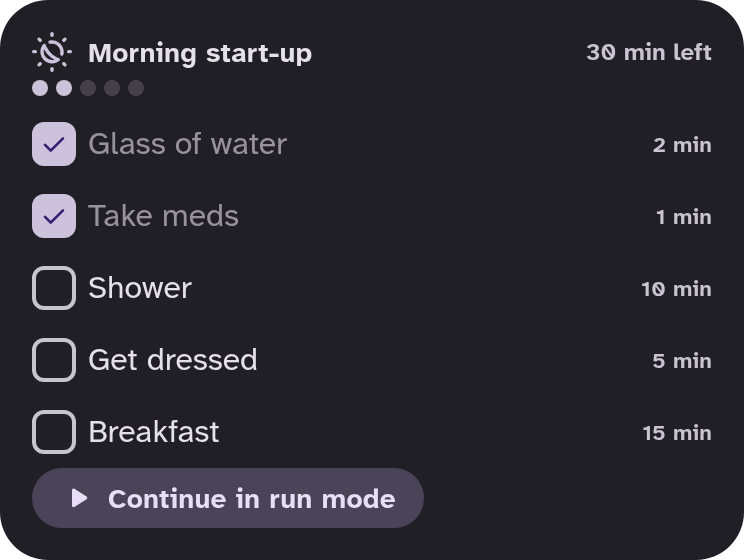 Morning start-up
30 min left
Glass of water
2 min
Take meds
1 min
Shower
10 min
Get dressed
5 min
Breakfast
15 min
Continue in run mode